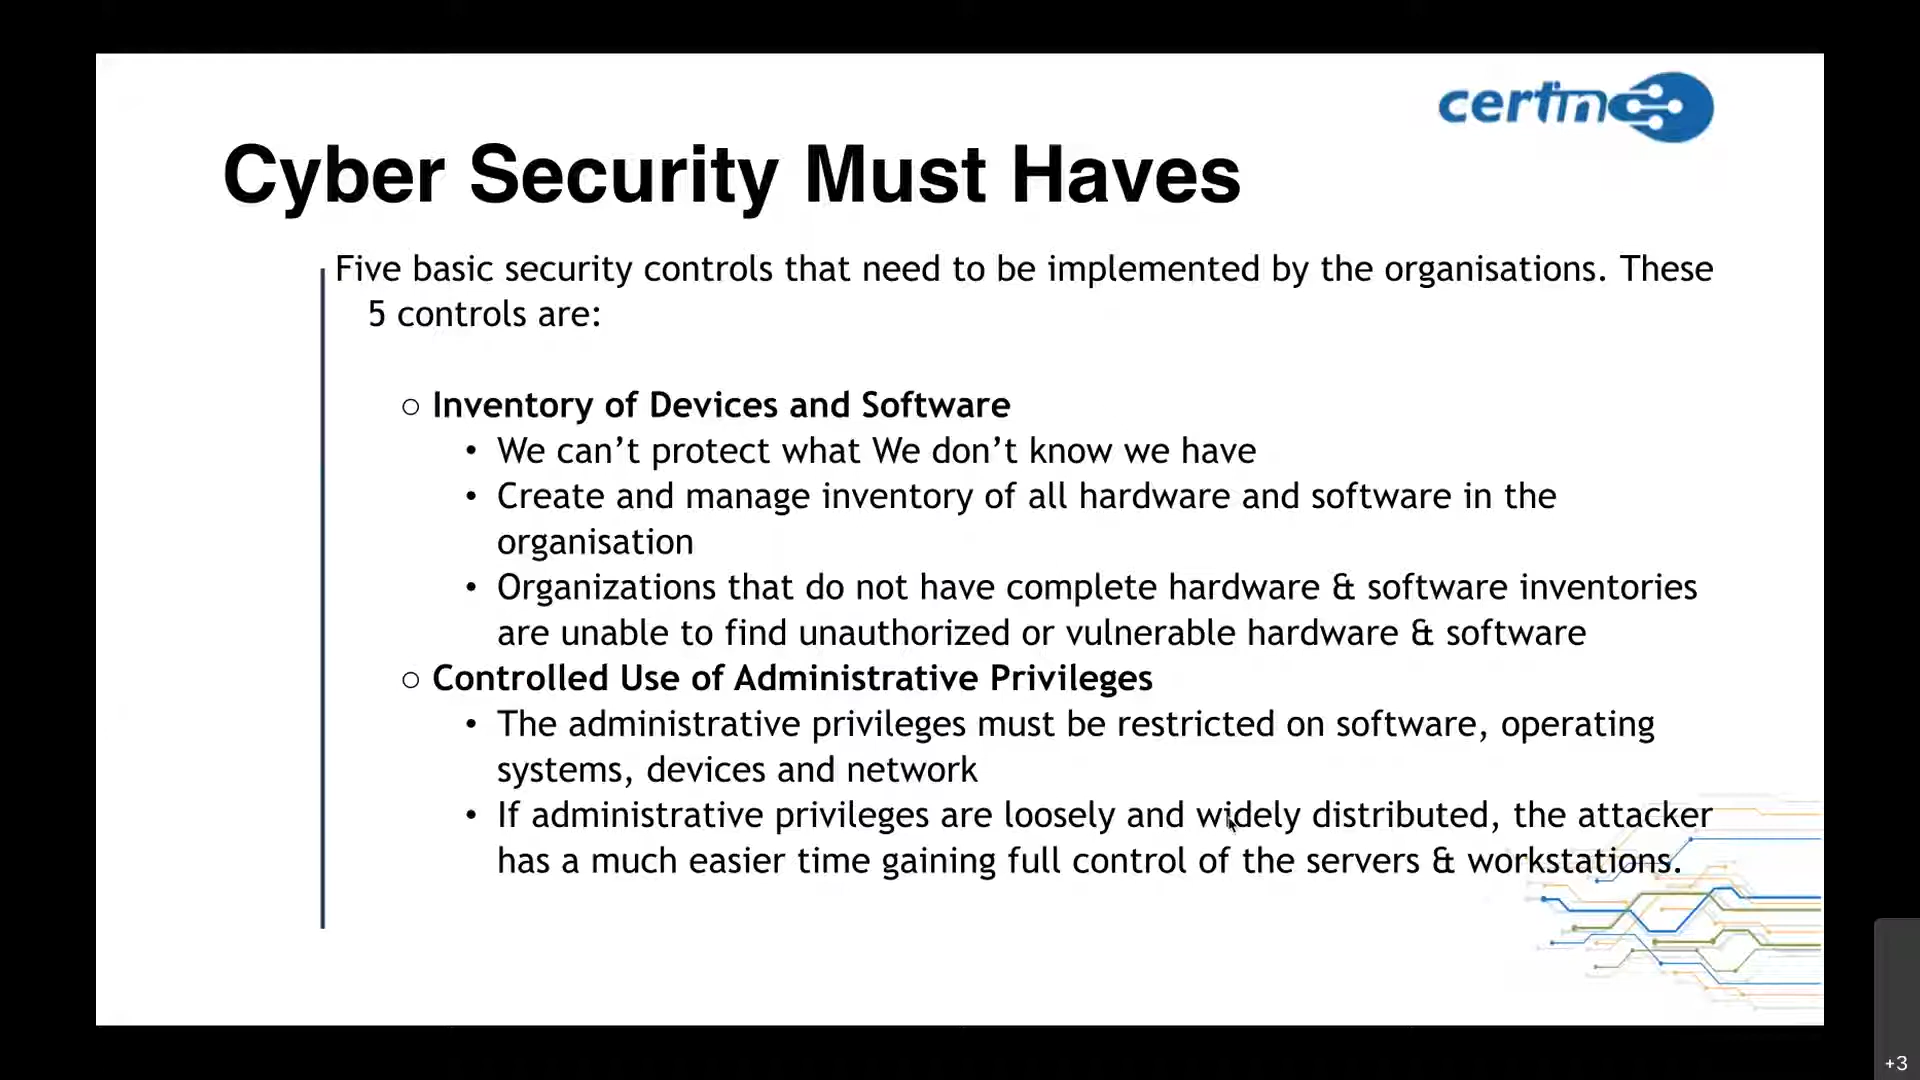 certin
Cyber Security Must Haves
Five basic security controls that need to be implemented by the organisations. These
5 controls are:
○ Inventory of Devices and Software
• We can’t protect what We don’t know we have
• Create and manage inventory of all hardware and software in the
organisation
• Organizations that do not have complete hardware & software inventories
are unable to find unauthorized or vulnerable hardware & software
○ Controlled Use of Administrative Privileges
• The administrative privileges must be restricted on software, operating
systems, devices and network
• If administrative privileges are loosely and widely distributed, the attacker
has a much easier time gaining full control of the servers & workstations.
+3